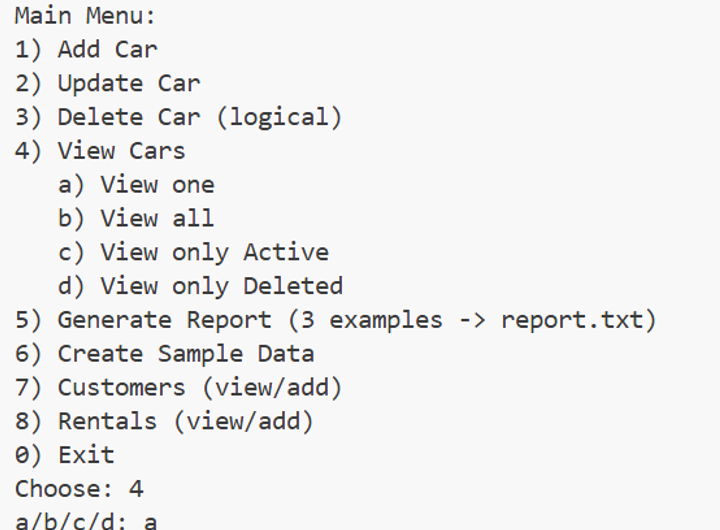 Main Menu:
1) Add Car
2) Update Car
3) Delete Car (logical)
4) View Cars
a) View one
b) View all
c) View only Active
d) View only Deleted
5) Generate Report (3 examples -> report.txt)
6) Create Sample Data
7) Customers (view/add)
8) Rentals (view/add)
0) Exit
Choose: 4
a/b/c/d: a